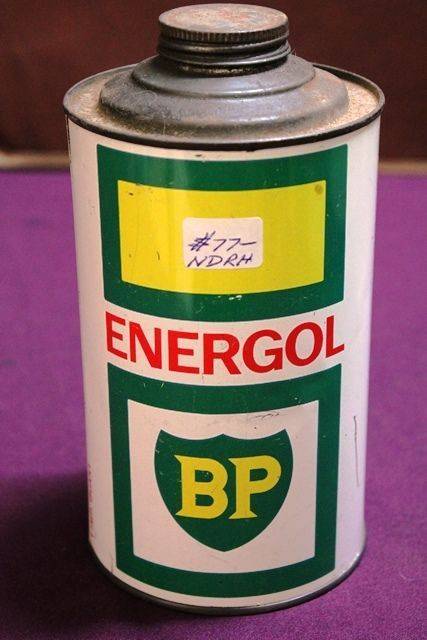 #77-
NDRH
ENERGOL
BP